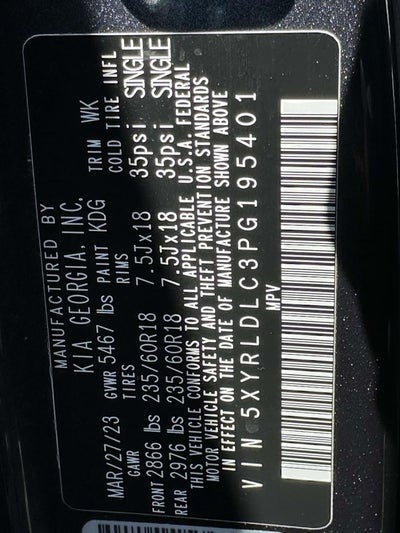 MANUFACTURED BY
KIA GEORGIA, INC.
MAR/27/23 GVWR 5467 lbs PAINT KDG TRIM WK
GAWR TIRES RIMS COLD TIRE INFL
FRONT 2866 lbs 235/60R18 7.5Jx18 35psi SINGLE
REAR 2976 lbs 235/60R18 7.5Jx18 35psi SINGLE
THIS VEHICLE CONFORMS TO ALL APPLICABLE U.S.A. FEDERAL
MOTOR VEHICLE SAFETY AND THEFT PREVENTION STANDARDS
IN EFFECT ON THE DATE OF MANUFACTURE SHOWN ABOVE
VIN 5XYRLDLC3PG195401
MPV